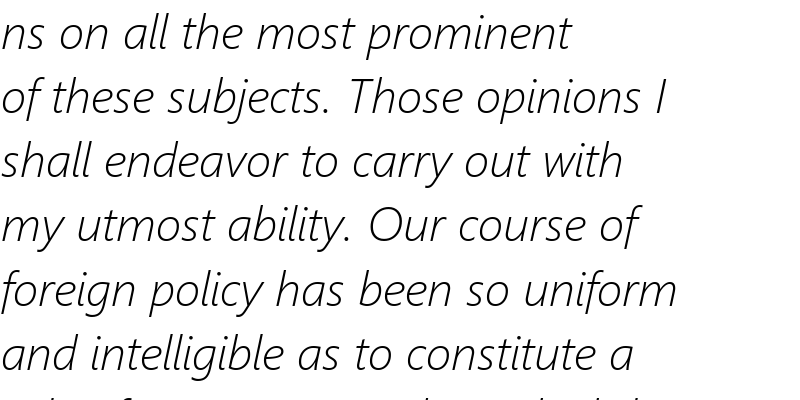 ns on all the most prominent
of these subjects. Those opinions I
shall endeavor to carry out with
my utmost ability. Our course of
foreign policy has been so uniform
and intelligible as to constitute a